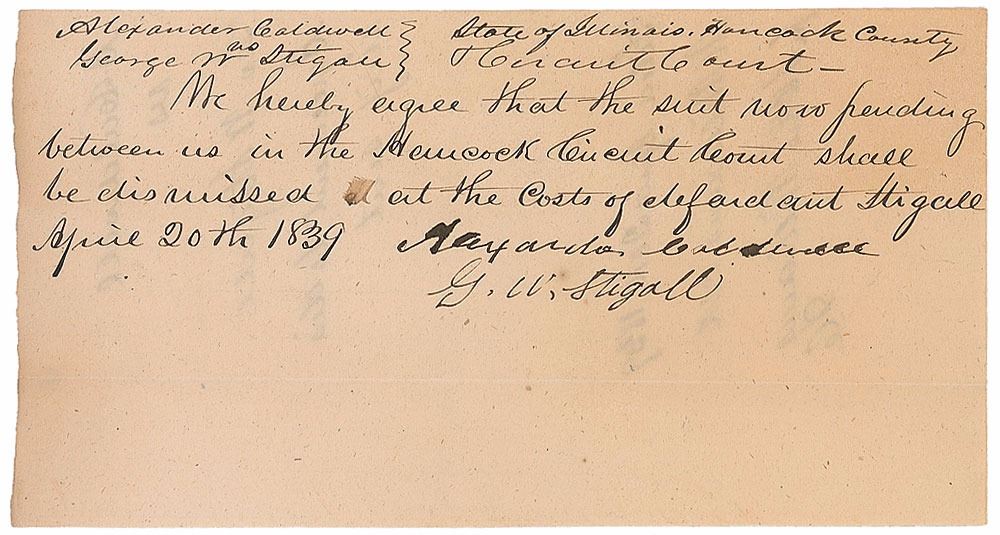 Alexander Caldwell } State of Illinois. Hancock County
vs
George W Stigall } Circuit Court –
We hereby agree that the suit now pending
between us in the Hancock Circuit Court shall
be dismissed at the Costs of defendant Stigall
April 20th 1839 Alexander Caldwell
G. W. Stigall